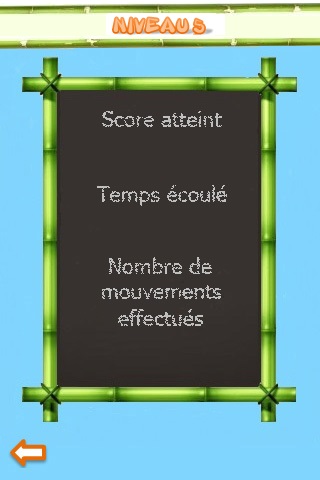 NIVEAU 5
Score atteint
Temps écoulé
Nombre de
mouvements
effectués